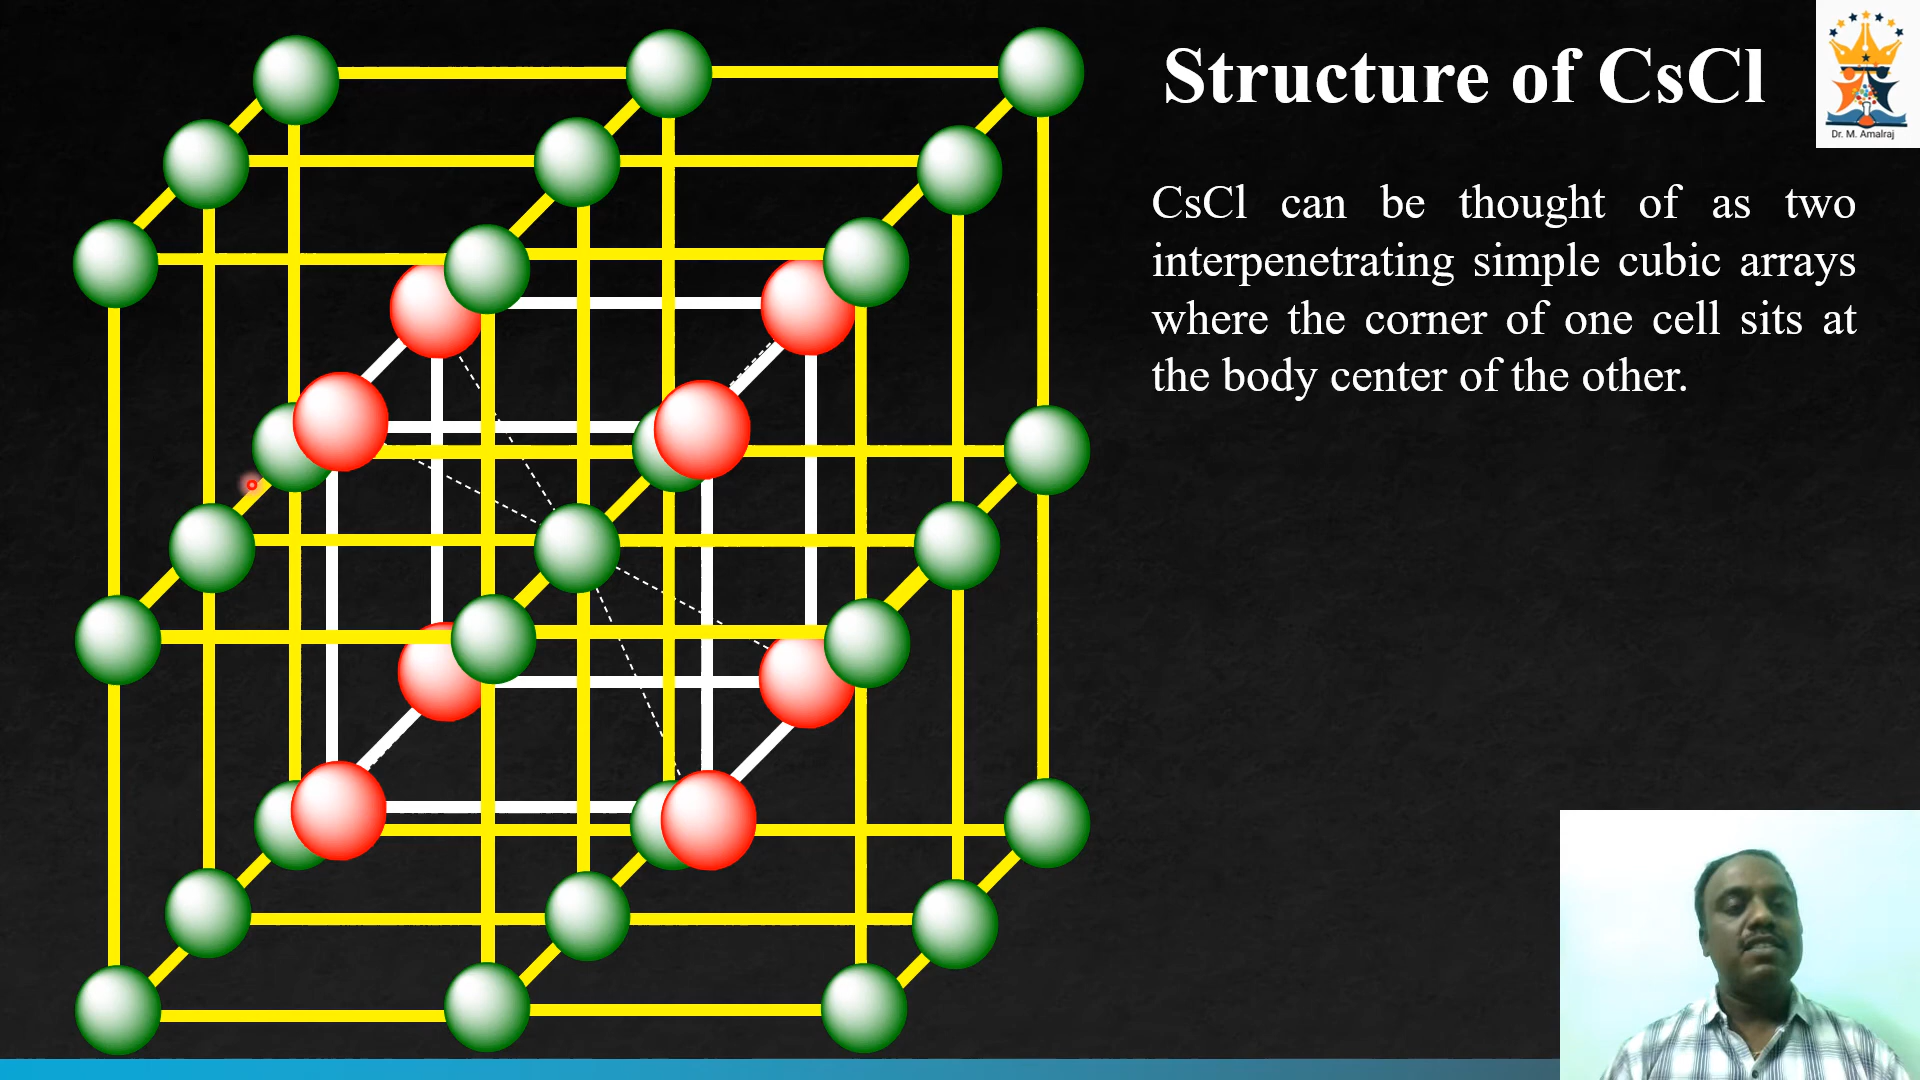 Structure of CsCl
Dr. M. Amalraj
CsCl can be thought of as two
interpenetrating simple cubic arrays
where the corner of one cell sits at
the body center of the other.